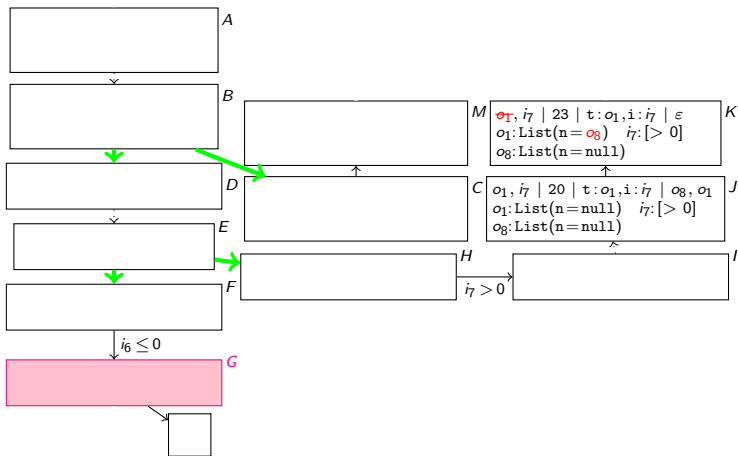 A
B
M
o₁, i₇ | 23 | t:o₁,i:i₇ | ε
o₁:List(n=o₈) i₇:[> 0]
o₈:List(n=null)
K
D
C
o₁, i₇ | 20 | t:o₁,i:i₇ | o₈, o₁
o₁:List(n=null) i₇:[> 0]
o₈:List(n=null)
J
E
H
i₇ > 0
I
F
i₆ ≤ 0
G